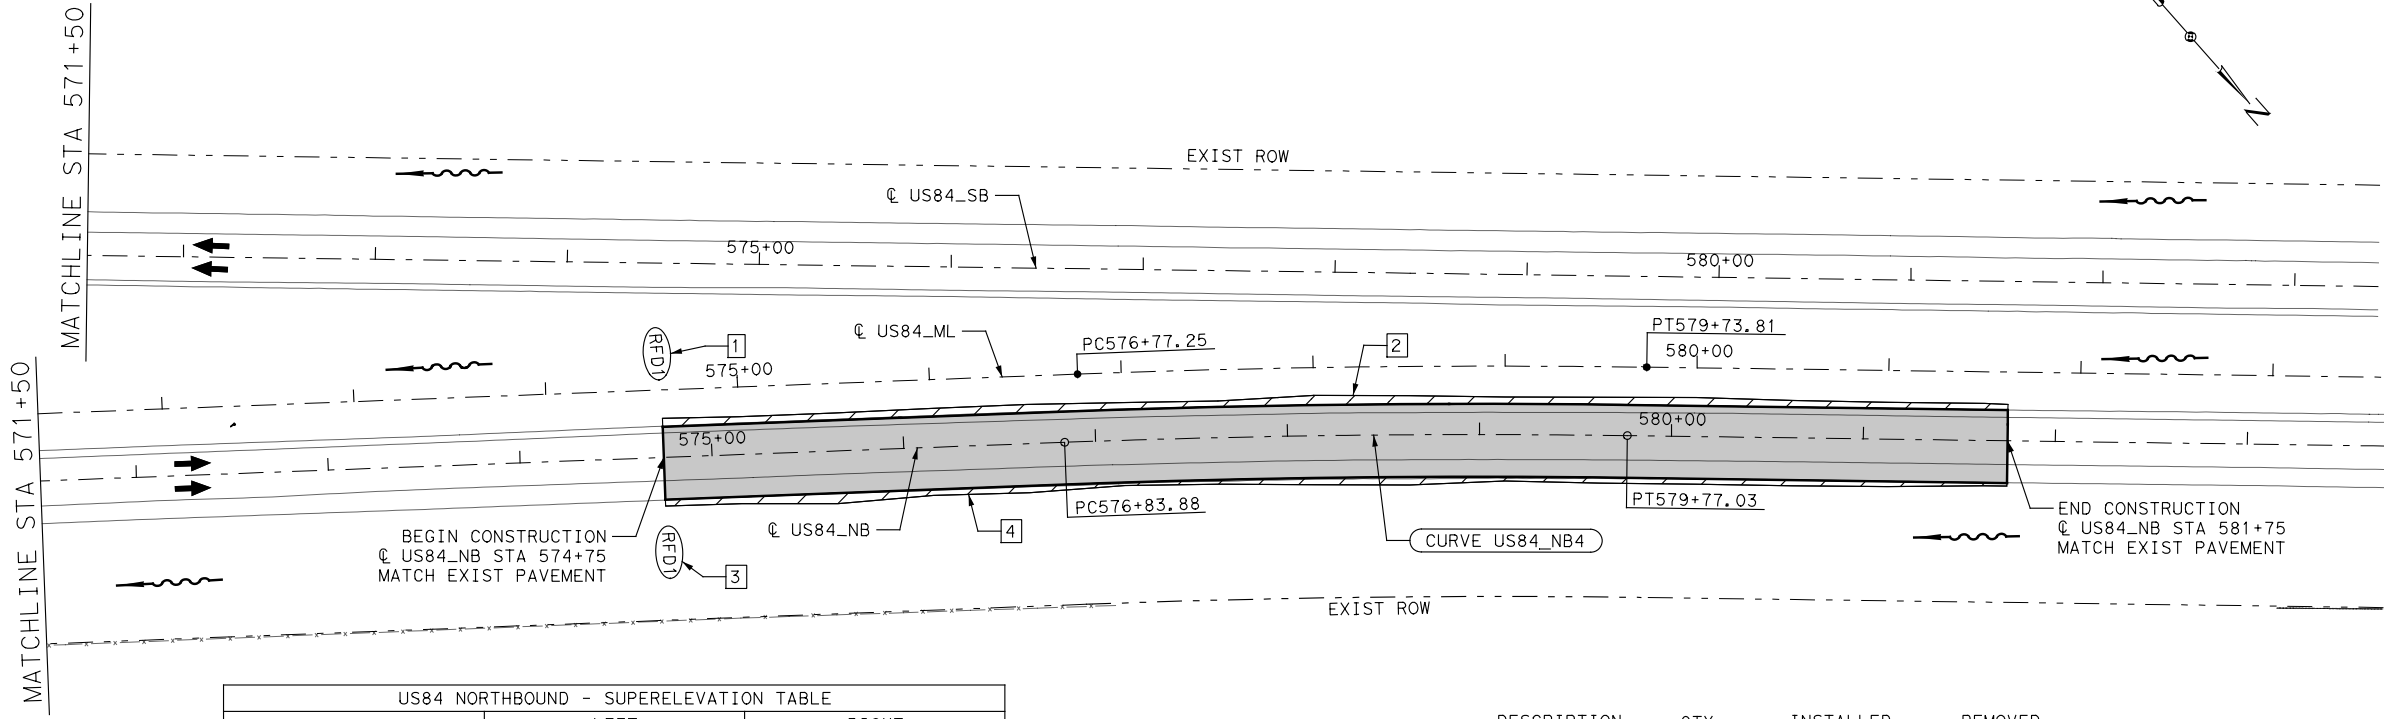 MATCHLINE STA 571+50
MATCHLINE STA 571+50
N
EXIST ROW
℄ US84_SB
575+00
580+00
℄ US84_ML
PC576+77.25
PT579+73.81
RFD1
1
2
575+00
580+00
575+00
580+00
℄ US84_NB
PC576+83.88
4
PT579+77.03
CURVE US84_NB4
BEGIN CONSTRUCTION
℄ US84_NB STA 574+75
MATCH EXIST PAVEMENT
RFD1
3
END CONSTRUCTION
℄ US84_NB STA 581+75
MATCH EXIST PAVEMENT
EXIST ROW
US84 NORTHBOUND - SUPERELEVATION TABLE